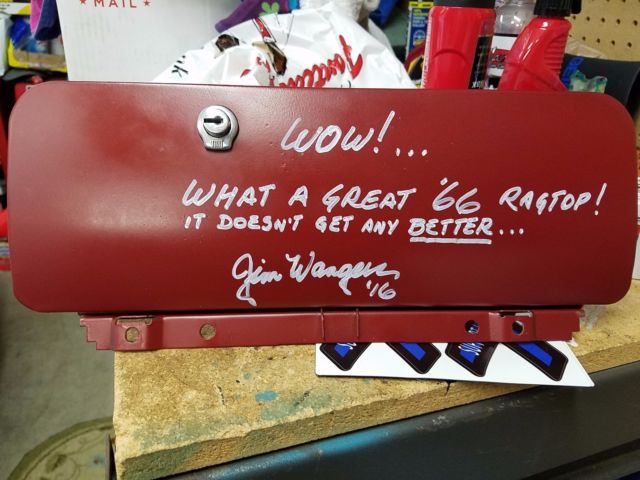 MAIL
WOW!...
WHAT A GREAT '66 RAGTOP!
IT DOESN'T GET ANY BETTER...
Jim Wangers
'16